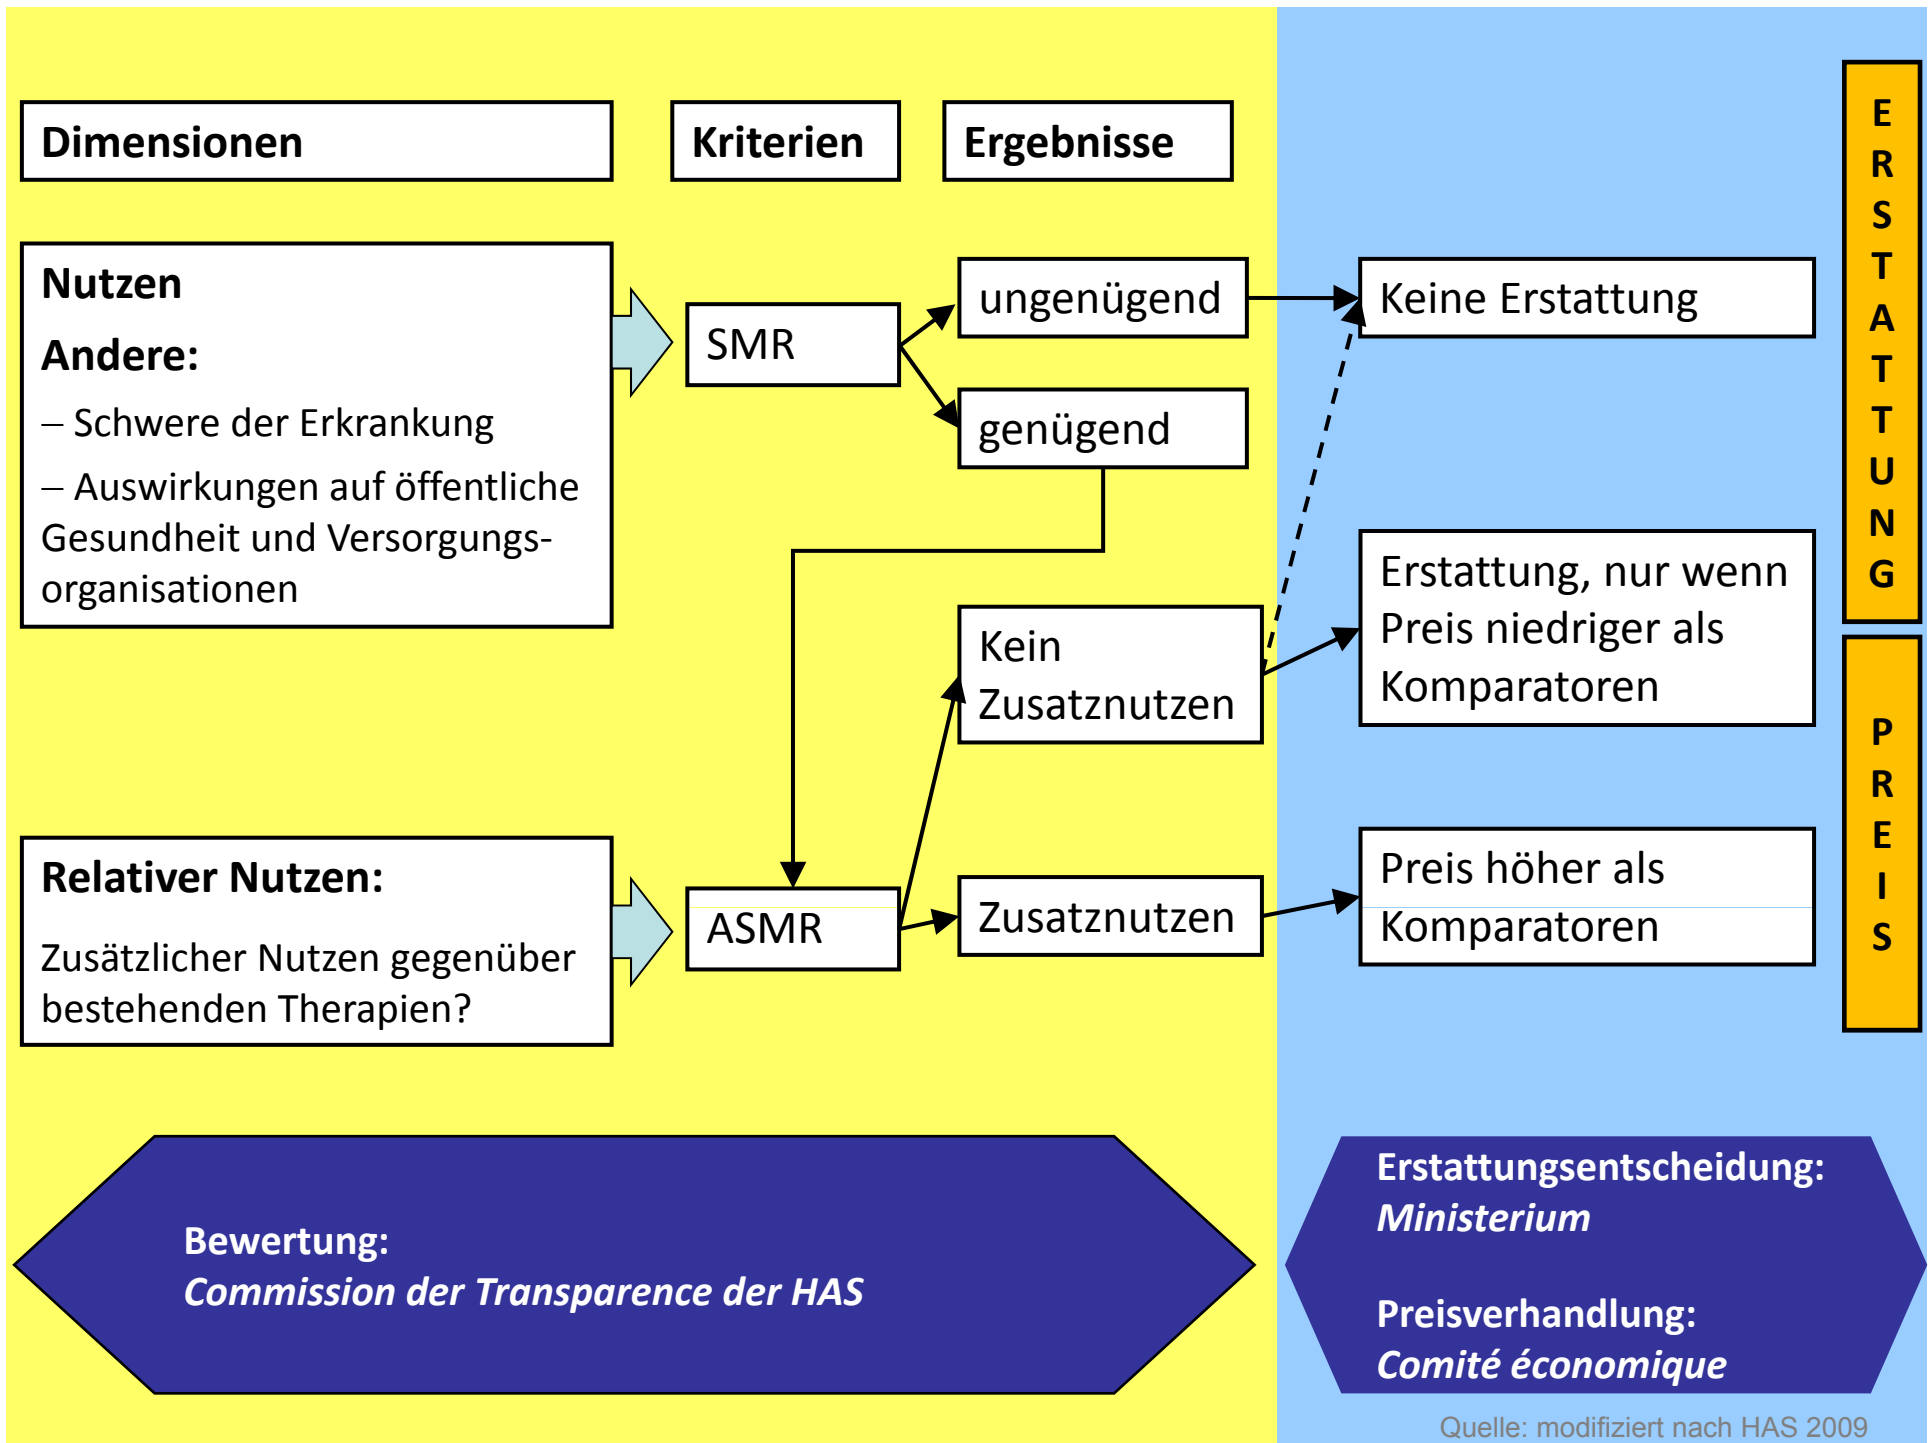 Dimensionen
Kriterien
Ergebnisse
Nutzen
Andere:
– Schwere der Erkrankung
– Auswirkungen auf öffentliche
Gesundheit und Versorgungs-
organisationen
SMR
ungenügend
genügend
Keine Erstattung
Kein
Zusatznutzen
Erstattung, nur wenn
Preis niedriger als
Komparatoren
Relativer Nutzen:
Zusätzlicher Nutzen gegenüber
bestehenden Therapien?
ASMR
Zusatznutzen
Preis höher als
Komparatoren
E
R
S
T
A
T
T
U
N
G
P
R
E
I
S
Bewertung:
Commission der Transparence der HAS
Erstattungsentscheidung:
Ministerium
Preisverhandlung:
Comité économique
Quelle: modifiziert nach HAS 2009